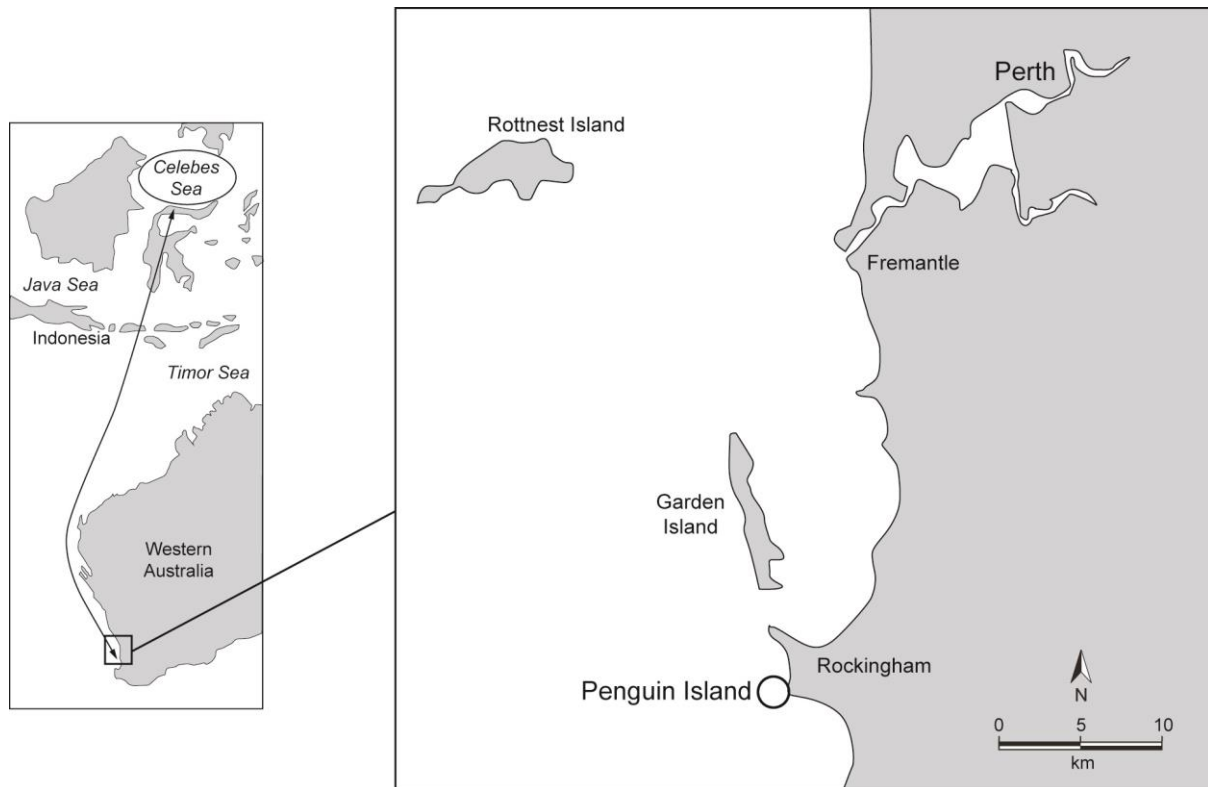 Celebes
Sea
Java Sea
Indonesia
Timor Sea
Western
Australia
Perth
Rottnest Island
Fremantle
Garden
Island
Rockingham
Penguin Island
N
0 5 10
km